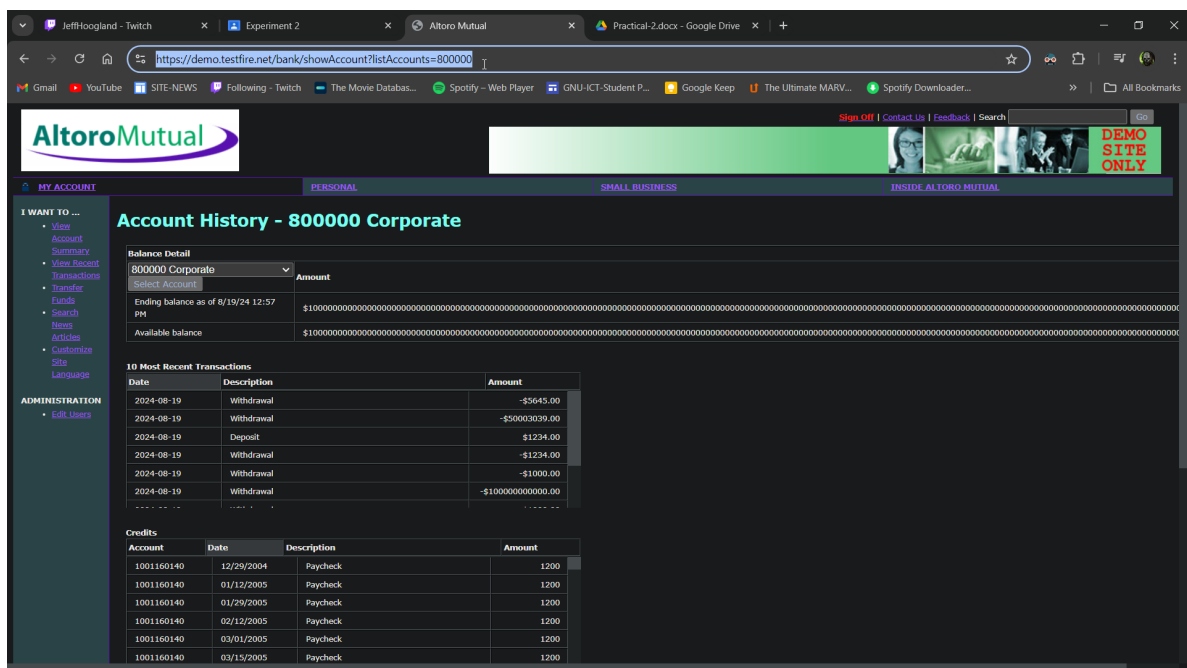 JeffHoogland - Twitch
Experiment 2
Altoro Mutual
Practical-2.docx - Google Drive
https://demo.testfire.net/bank/showAccount?listAccounts=800000
Gmail YouTube SITE-NEWS Following - Twitch The Movie Databas... Spotify – Web Player GNU-ICT-Student P... Google Keep The Ultimate MARV... Spotify Downloader... » All Bookmarks
Sign Off | Contact Us | Feedback | Search Go
AltoroMutual
DEMO
SITE
ONLY
MY ACCOUNT PERSONAL SMALL BUSINESS INSIDE ALTORO MUTUAL
I WANT TO ...
• View
Account
Summary
• View Recent
Transactions
• Transfer
Funds
• Search
News
Articles
• Customize
Site
Language
ADMINISTRATION
• Edit Users
Account History - 800000 Corporate
Balance Detail
800000 Corporate
Select Account
Amount
Ending balance as of 8/19/24 12:57
PM
Available balance
10 Most Recent Transactions
Date Description Amount
2024-08-19 Withdrawal -$5645.00
2024-08-19 Withdrawal -$50003039.00
2024-08-19 Deposit $1234.00
2024-08-19 Withdrawal -$1234.00
2024-08-19 Withdrawal -$1000.00
2024-08-19 Withdrawal -$100000000000.00
Credits
Account Date Description Amount
1001160140 12/29/2004 Paycheck 1200
1001160140 01/12/2005 Paycheck 1200
1001160140 01/29/2005 Paycheck 1200
1001160140 02/12/2005 Paycheck 1200
1001160140 03/01/2005 Paycheck 1200
1001160140 03/15/2005 Paycheck 1200